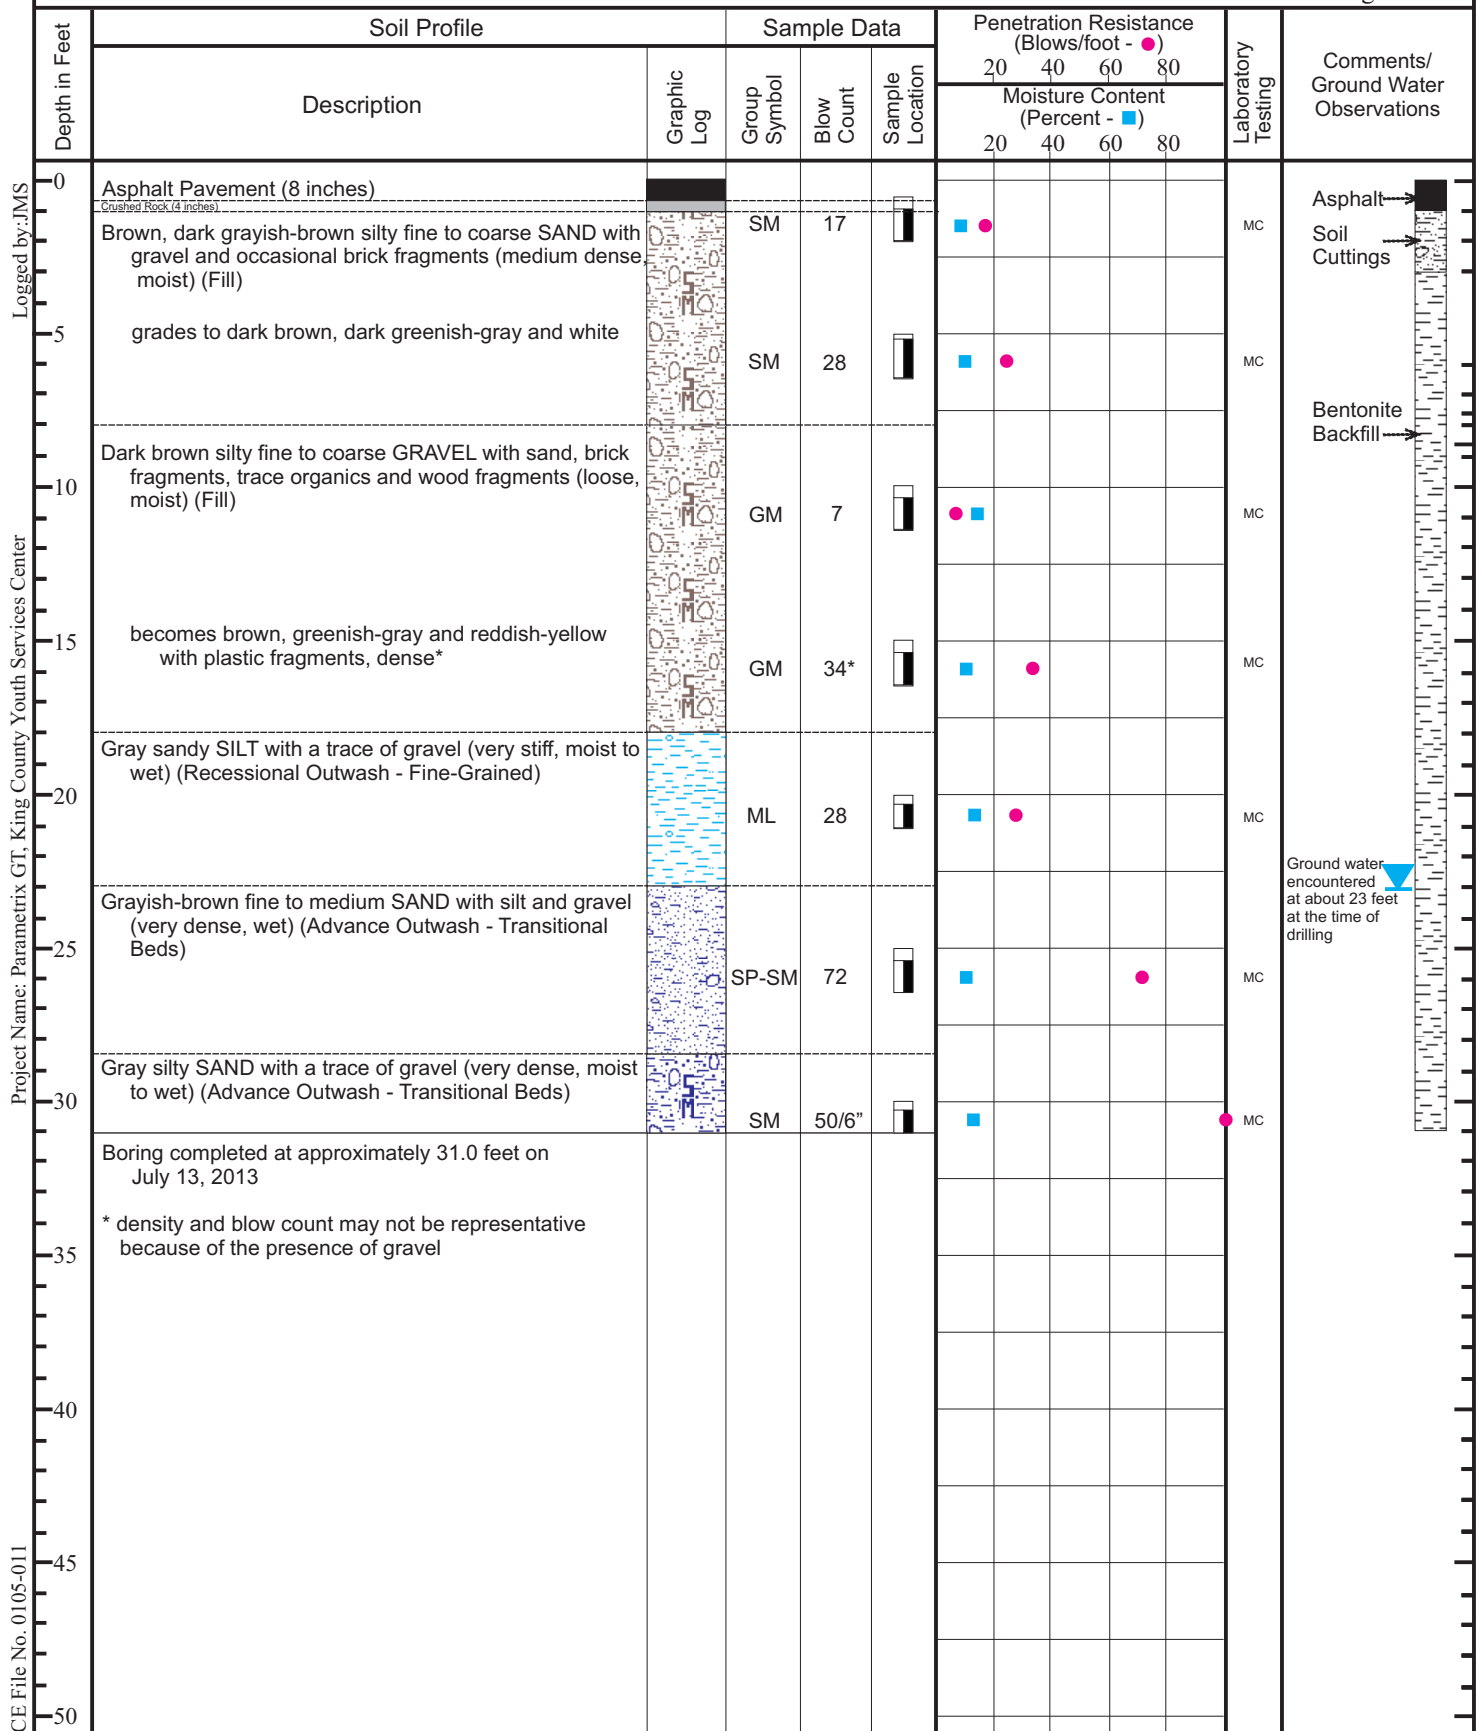 Soil Profile
Sample Data
Penetration Resistance
(Blows/foot - ●)
20 40 60 80
Moisture Content
(Percent - ■)
20 40 60 80
Depth in Feet
Description
Graphic
Log
Group
Symbol
Blow
Count
Sample
Location
Laboratory
Testing
Comments/
Ground Water
Observations
Logged by:JMS
Project Name: Parametrix GT, King County Youth Services Center
CE File No. 0105-011
0
Asphalt Pavement (8 inches)
Crushed Rock (4 inches)
Brown, dark grayish-brown silty fine to coarse SAND with
gravel and occasional brick fragments (medium dense,
moist) (Fill)
SM 17 MC
Asphalt
Soil
Cuttings
5
grades to dark brown, dark greenish-gray and white
SM 28 MC
Bentonite
Backfill
Dark brown silty fine to coarse GRAVEL with sand, brick
fragments, trace organics and wood fragments (loose,
moist) (Fill)
10
GM 7 MC
15
becomes brown, greenish-gray and reddish-yellow
with plastic fragments, dense*
GM 34* MC
Gray sandy SILT with a trace of gravel (very stiff, moist to
wet) (Recessional Outwash - Fine-Grained)
20
ML 28 MC
Ground water
encountered
at about 23 feet
at the time of
drilling
Grayish-brown fine to medium SAND with silt and gravel
(very dense, wet) (Advance Outwash - Transitional
Beds)
25
SP-SM 72 MC
Gray silty SAND with a trace of gravel (very dense, moist
to wet) (Advance Outwash - Transitional Beds)
30
SM 50/6” MC
Boring completed at approximately 31.0 feet on
July 13, 2013
* density and blow count may not be representative
because of the presence of gravel
35
40
45
50
SM
SM
SM
SM
SM
SM